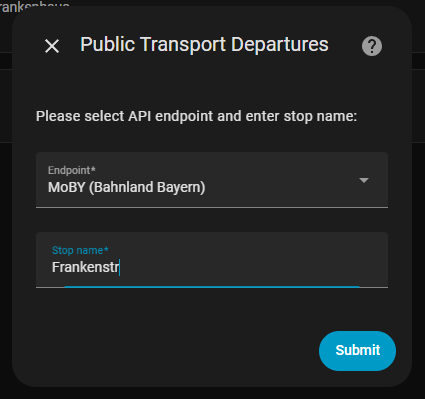 Public Transport Departures
Please select API endpoint and enter stop name:
Endpoint*
MoBY (Bahnland Bayern)
Stop name*
Frankenstr
Submit